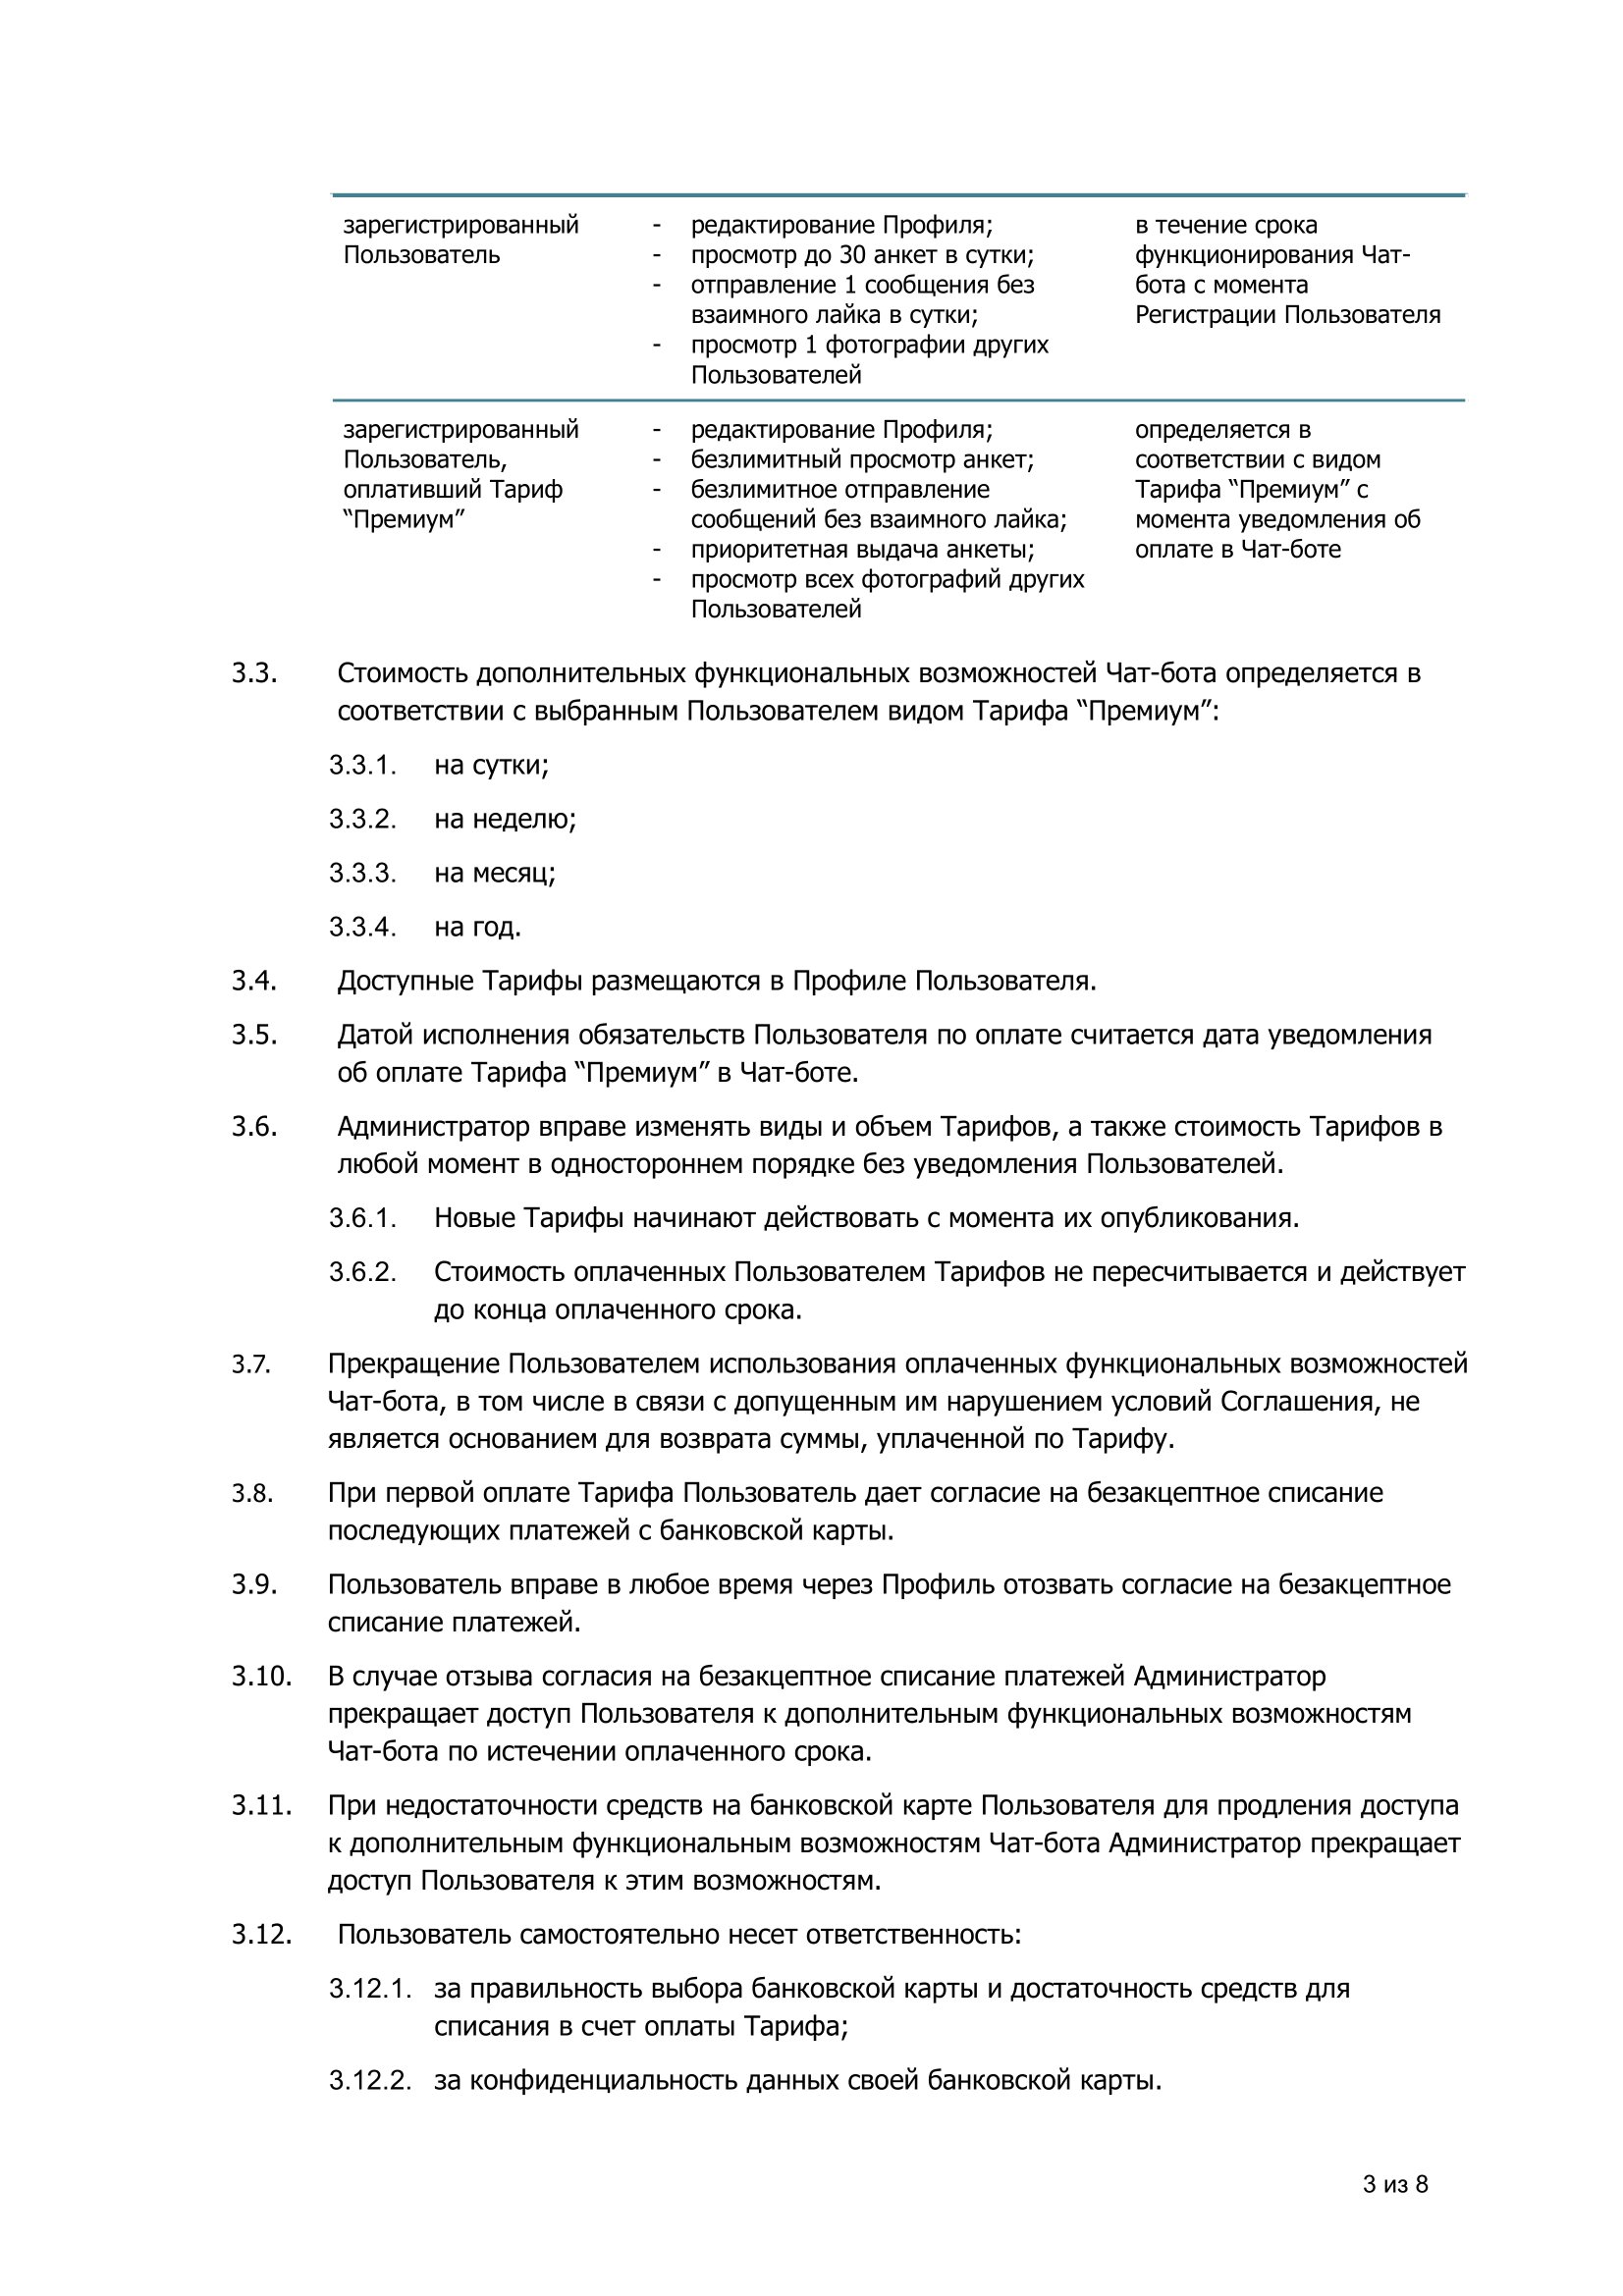 зарегистрированный
Пользователь
- редактирование Профиля;
- просмотр до 30 анкет в сутки;
- отправление 1 сообщения без
взаимного лайка в сутки;
- просмотр 1 фотографии других
Пользователей
в течение срока
функционирования Чат-
бота с момента
Регистрации Пользователя
зарегистрированный
Пользователь,
оплативший Тариф
“Премиум”
- редактирование Профиля;
- безлимитный просмотр анкет;
- безлимитное отправление
сообщений без взаимного лайка;
- приоритетная выдача анкеты;
- просмотр всех фотографий других
Пользователей
определяется в
соответствии с видом
Тарифа “Премиум” с
момента уведомления об
оплате в Чат-боте
3.3. Стоимость дополнительных функциональных возможностей Чат-бота определяется в
соответствии с выбранным Пользователем видом Тарифа “Премиум”:
3.3.1. на сутки;
3.3.2. на неделю;
3.3.3. на месяц;
3.3.4. на год.
3.4. Доступные Тарифы размещаются в Профиле Пользователя.
3.5. Датой исполнения обязательств Пользователя по оплате считается дата уведомления
об оплате Тарифа “Премиум” в Чат-боте.
3.6. Администратор вправе изменять виды и объем Тарифов, а также стоимость Тарифов в
любой момент в одностороннем порядке без уведомления Пользователей.
3.6.1. Новые Тарифы начинают действовать с момента их опубликования.
3.6.2. Стоимость оплаченных Пользователем Тарифов не пересчитывается и действует
до конца оплаченного срока.
3.7. Прекращение Пользователем использования оплаченных функциональных возможностей
Чат-бота, в том числе в связи с допущенным им нарушением условий Соглашения, не
является основанием для возврата суммы, уплаченной по Тарифу.
3.8. При первой оплате Тарифа Пользователь дает согласие на безакцептное списание
последующих платежей с банковской карты.
3.9. Пользователь вправе в любое время через Профиль отозвать согласие на безакцептное
списание платежей.
3.10. В случае отзыва согласия на безакцептное списание платежей Администратор
прекращает доступ Пользователя к дополнительным функциональных возможностям
Чат-бота по истечении оплаченного срока.
3.11. При недостаточности средств на банковской карте Пользователя для продления доступа
к дополнительным функциональным возможностям Чат-бота Администратор прекращает
доступ Пользователя к этим возможностям.
3.12. Пользователь самостоятельно несет ответственность:
3.12.1. за правильность выбора банковской карты и достаточность средств для
списания в счет оплаты Тарифа;
3.12.2. за конфиденциальность данных своей банковской карты.
3 из 8